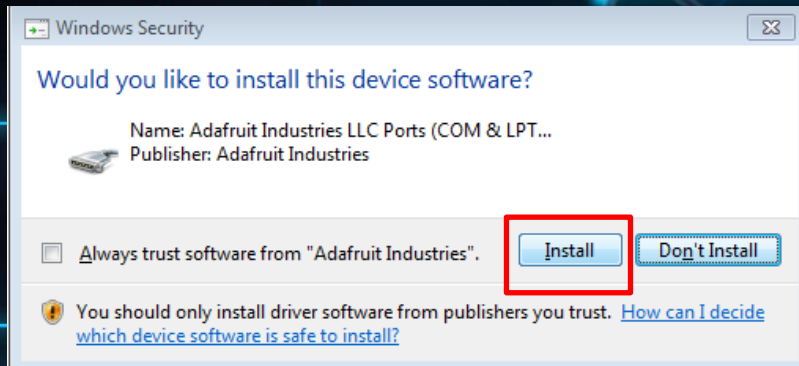 Windows Security
Would you like to install this device software?
Name: Adafruit Industries LLC Ports (COM & LPT...
Publisher: Adafruit Industries
Always trust software from "Adafruit Industries".
Install
Don't Install
You should only install driver software from publishers you trust. How can I decide
which device software is safe to install?